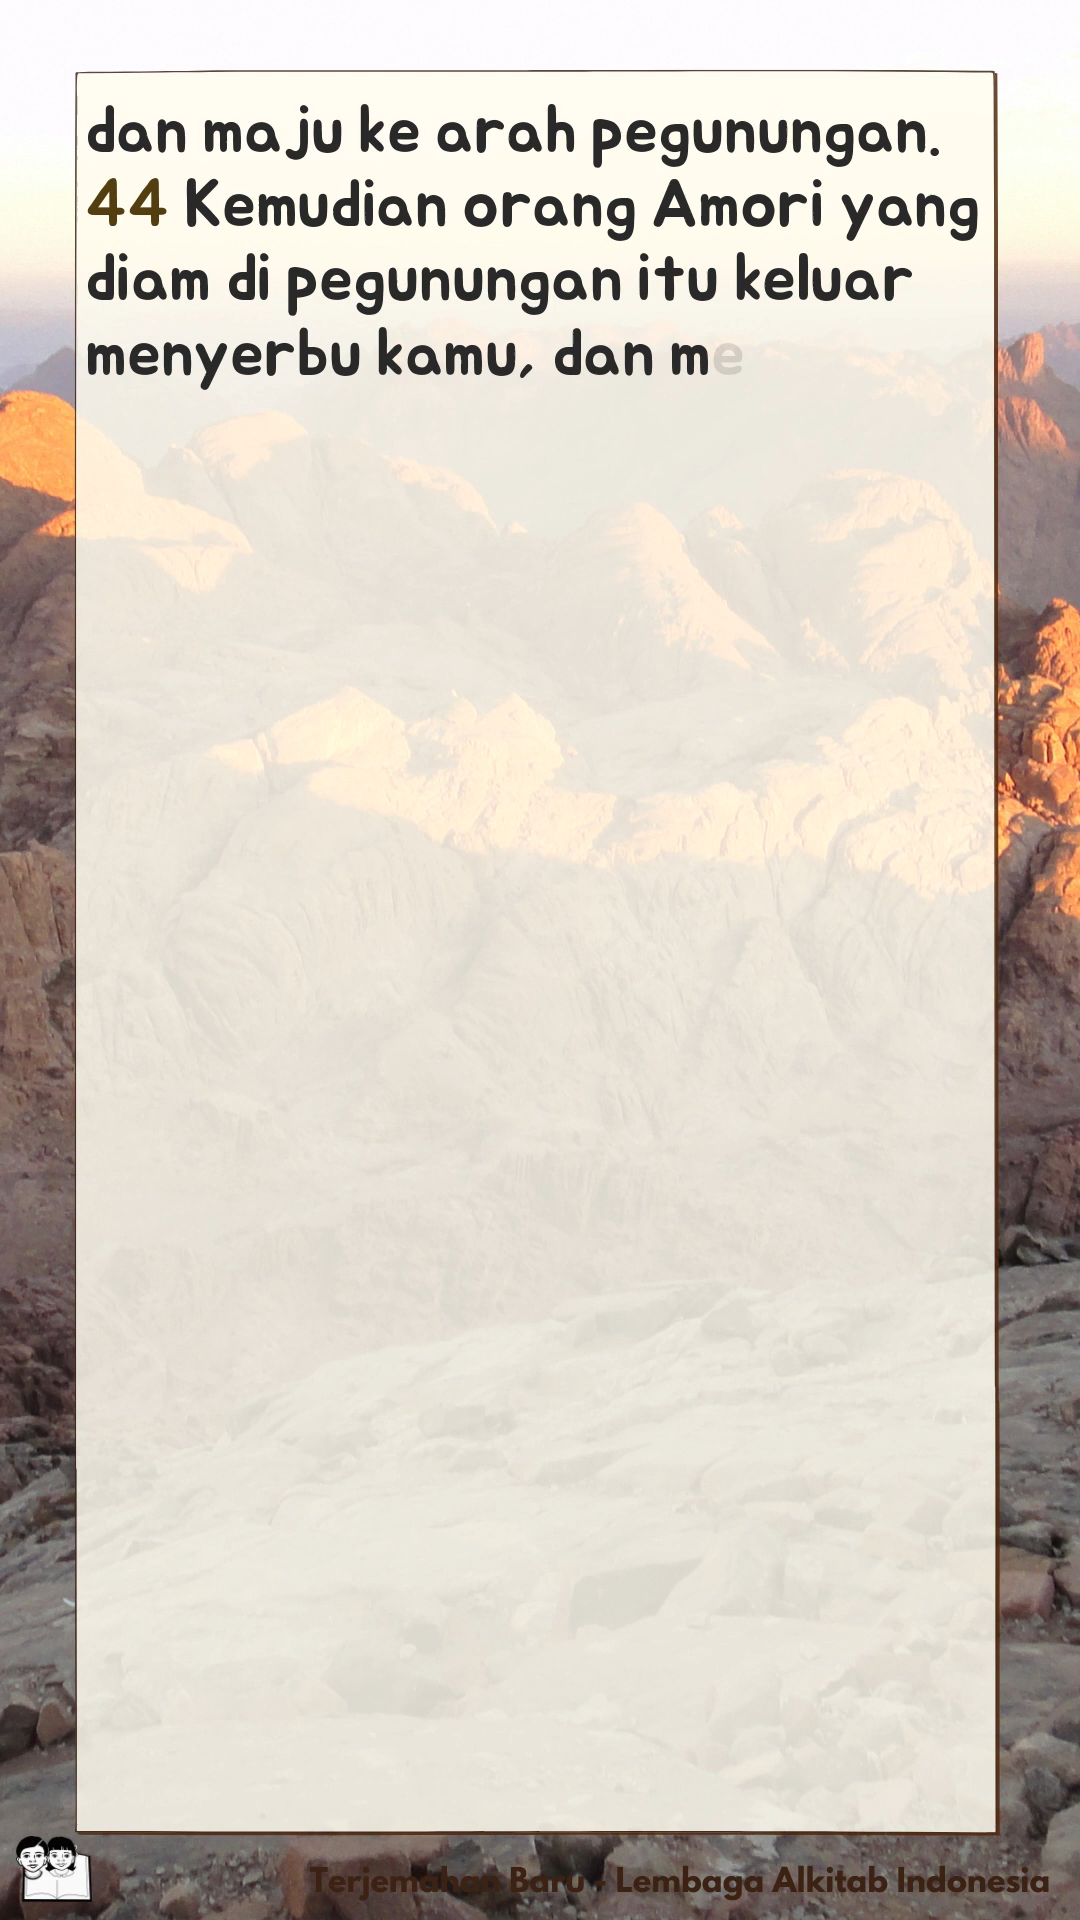 dan maju ke arah pegunungan.
44 Kemudian orang Amori yang
diam di pegunungan itu keluar
menyerbu kamu, dan me
Terjemahan Baru - Lembaga Alkitab Indonesia